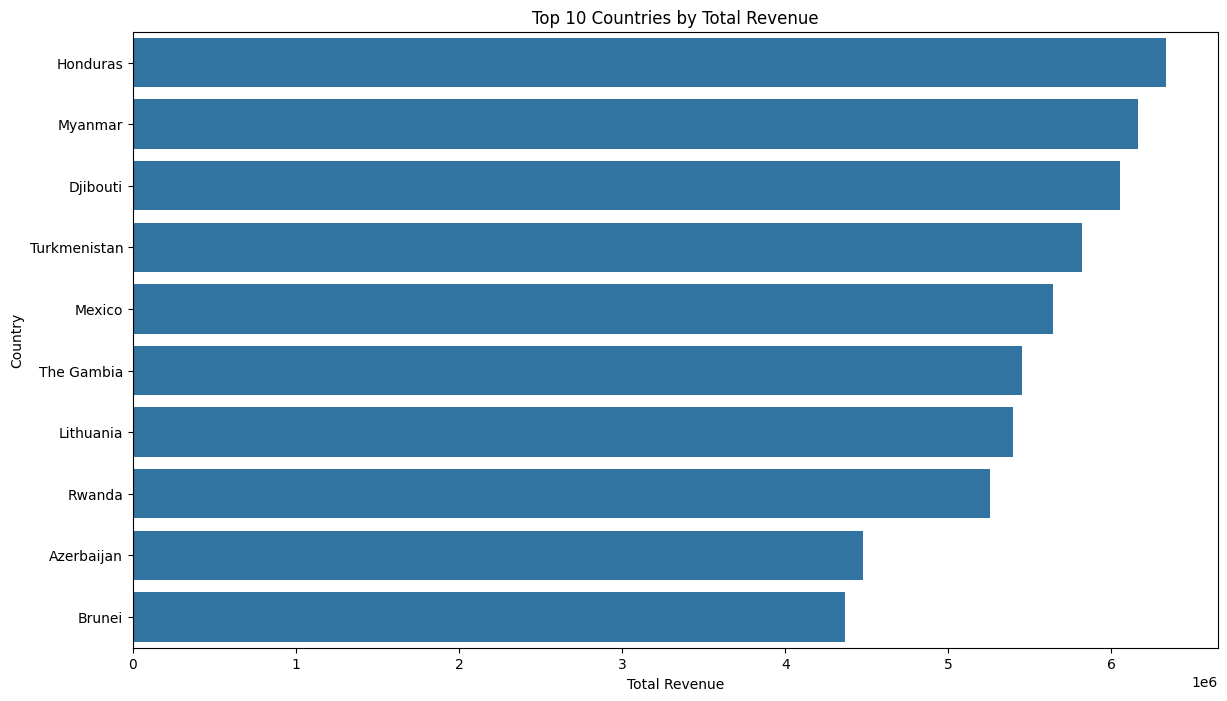 Top 10 Countries by Total Revenue
Country
Honduras
Myanmar
Djibouti
Turkmenistan
Mexico
The Gambia
Lithuania
Rwanda
Azerbaijan
Brunei
0 1 2 3 4 5 6
1e6
Total Revenue